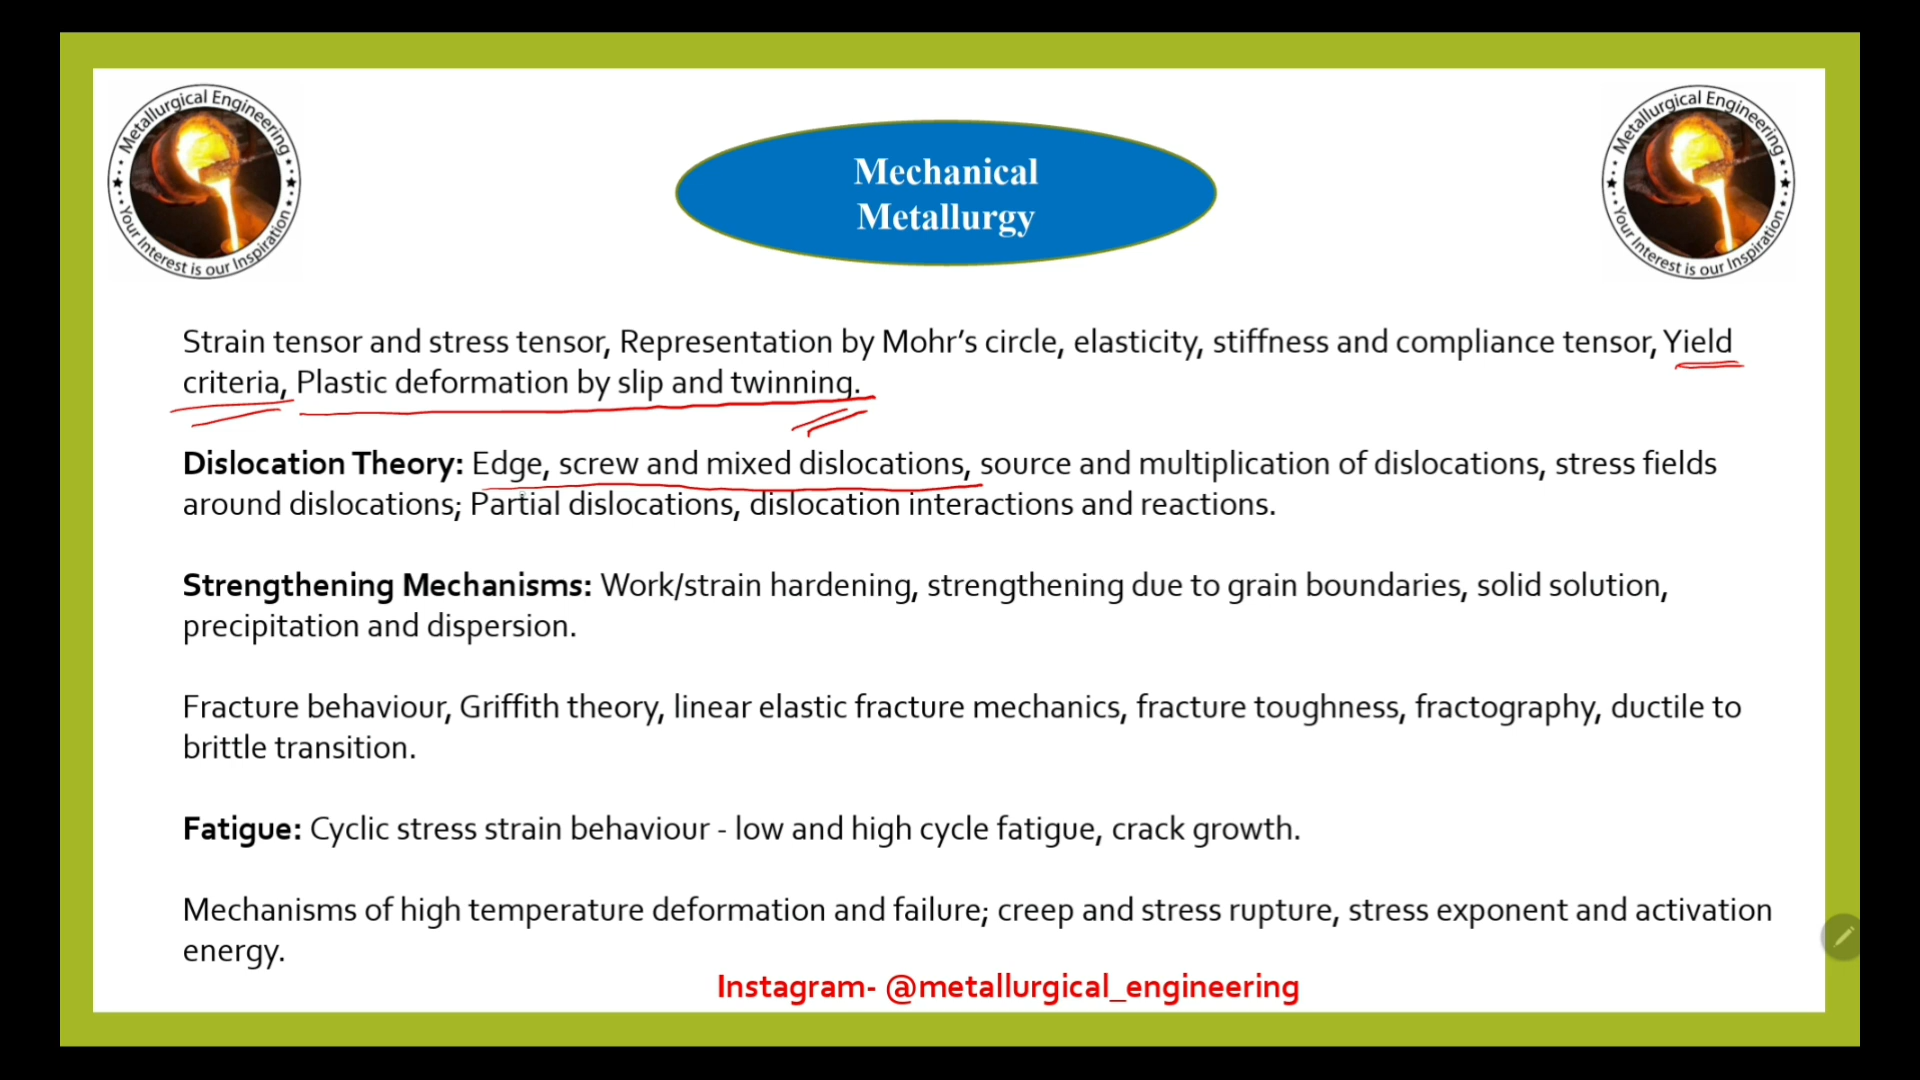 Metallurgical Engineering
Your Interest is our Inspiration
Mechanical
Metallurgy
Metallurgical Engineering
Your Interest is our Inspiration
Strain tensor and stress tensor, Representation by Mohr’s circle, elasticity, stiffness and compliance tensor, Yield
criteria, Plastic deformation by slip and twinning.
Dislocation Theory: Edge, screw and mixed dislocations, source and multiplication of dislocations, stress fields
around dislocations; Partial dislocations, dislocation interactions and reactions.
Strengthening Mechanisms: Work/strain hardening, strengthening due to grain boundaries, solid solution,
precipitation and dispersion.
Fracture behaviour, Griffith theory, linear elastic fracture mechanics, fracture toughness, fractography, ductile to
brittle transition.
Fatigue: Cyclic stress strain behaviour - low and high cycle fatigue, crack growth.
Mechanisms of high temperature deformation and failure; creep and stress rupture, stress exponent and activation
energy.
Instagram- @metallurgical_engineering